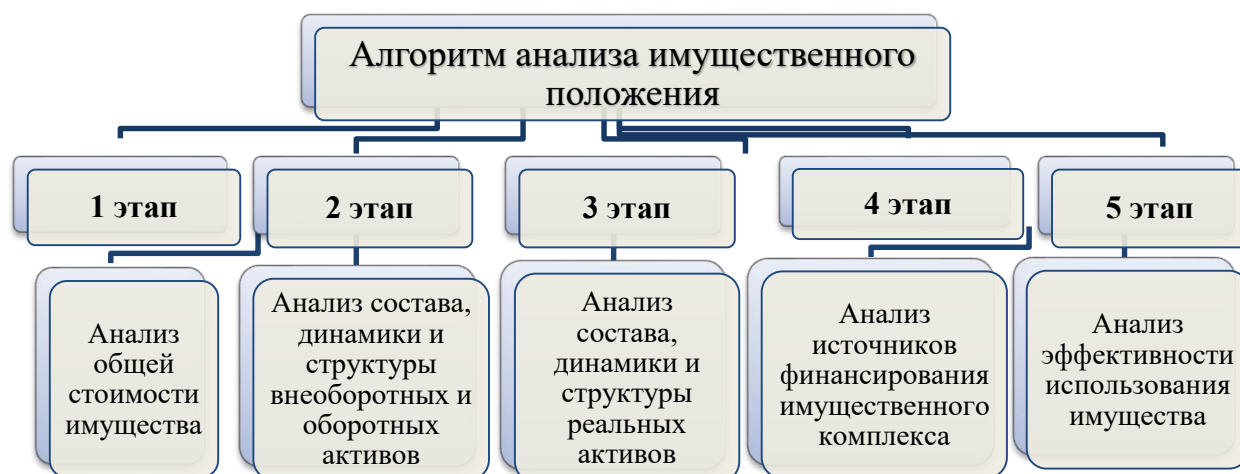 Алгоритм анализа имущественного
положения
1 этап
2 этап
3 этап
4 этап
5 этап
Анализ
общей
стоимости
имущества
Анализ состава,
динамики и
структуры
внеоборотных и
оборотных
активов
Анализ
состава,
динамики и
структуры
реальных
активов
Анализ
источников
финансирования
имущественного
комплекса
Анализ
эффективности
использования
имущества